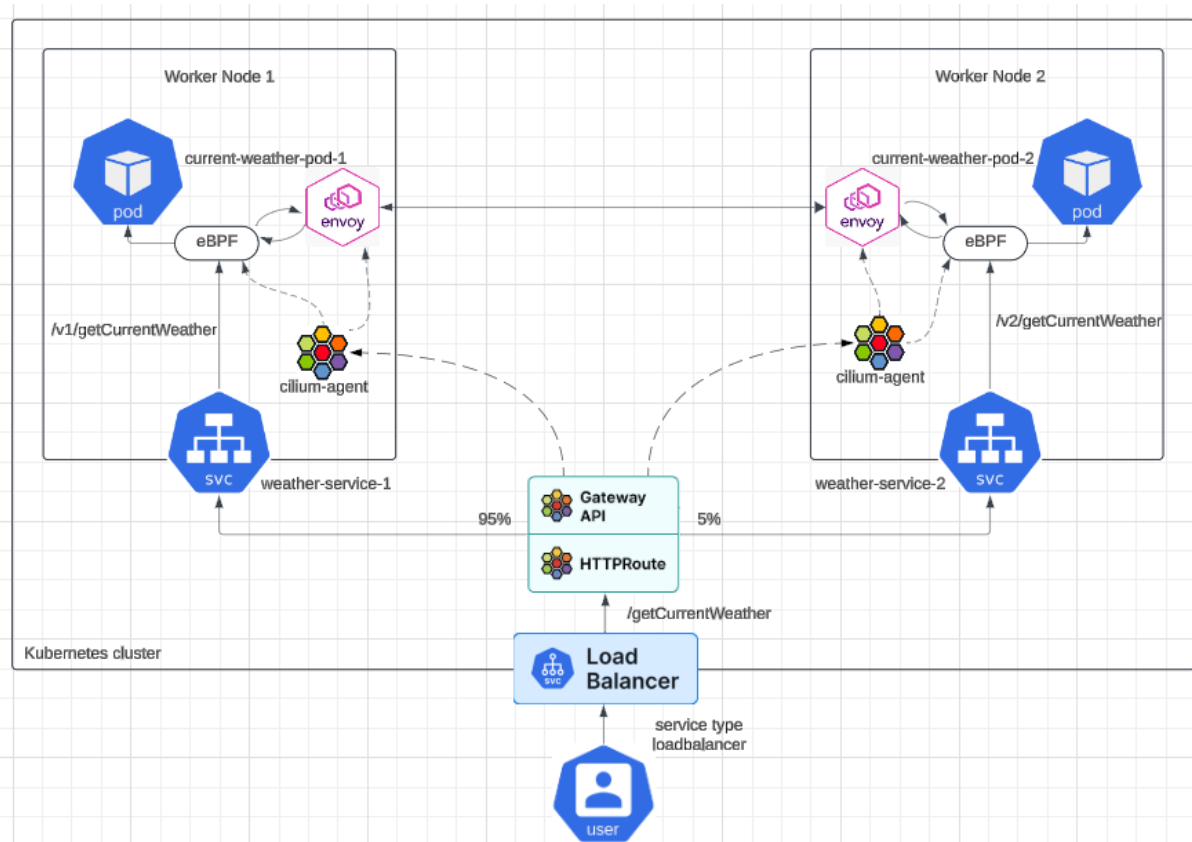 Worker Node 1
Worker Node 2
current-weather-pod-1
current-weather-pod-2
pod
envoy
envoy
pod
eBPF
eBPF
/v1/getCurrentWeather
/v2/getCurrentWeather
cilium-agent
cilium-agent
svc
svc
weather-service-1
weather-service-2
95%
Gateway
API
5%
HTTPRoute
/getCurrentWeather
Kubernetes cluster
svc
Load
Balancer
service type
loadbalancer
user